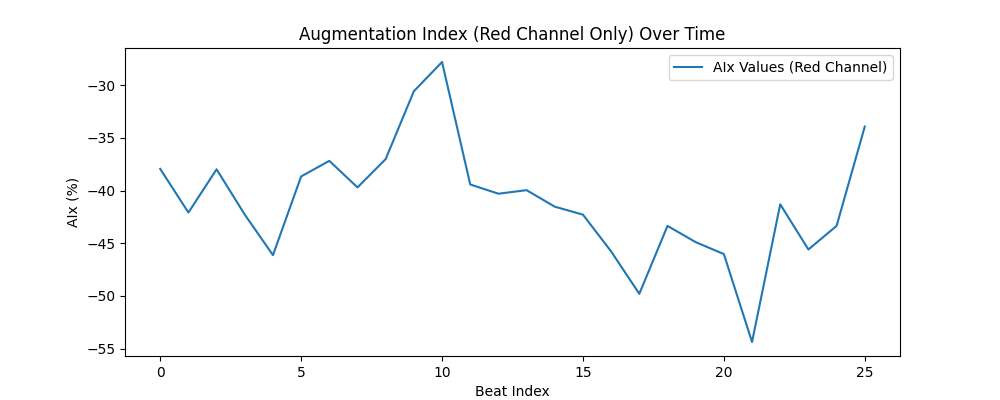 Augmentation Index (Red Channel Only) Over Time
AIx Values (Red Channel)
AIx (%)
−30
−35
−40
−45
−50
−55
0 5 10 15 20 25
Beat Index